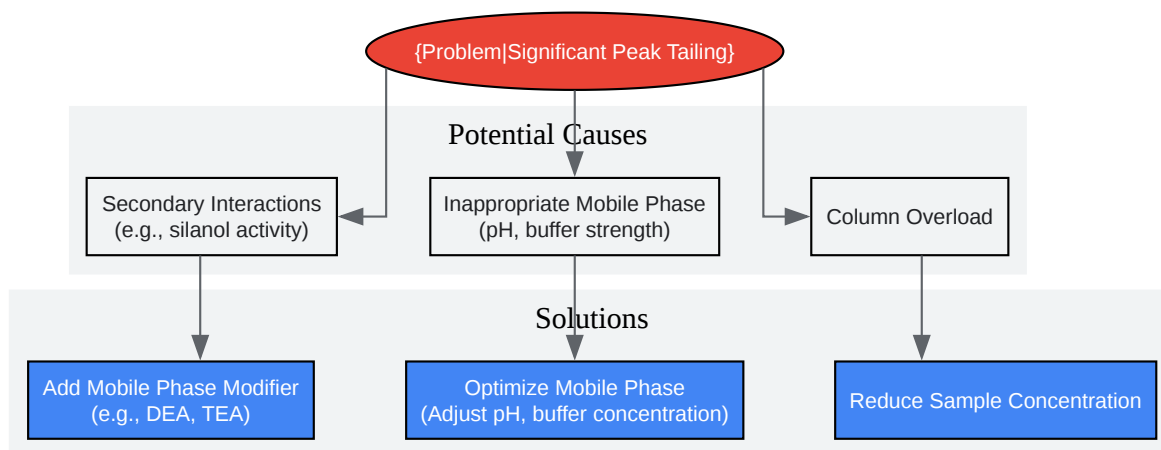 {Problem|Significant Peak Tailing}
Potential Causes
Secondary Interactions
(e.g., silanol activity)
Inappropriate Mobile Phase
(pH, buffer strength)
Column Overload
Solutions
Add Mobile Phase Modifier
(e.g., DEA, TEA)
Optimize Mobile Phase
(Adjust pH, buffer concentration)
Reduce Sample Concentration